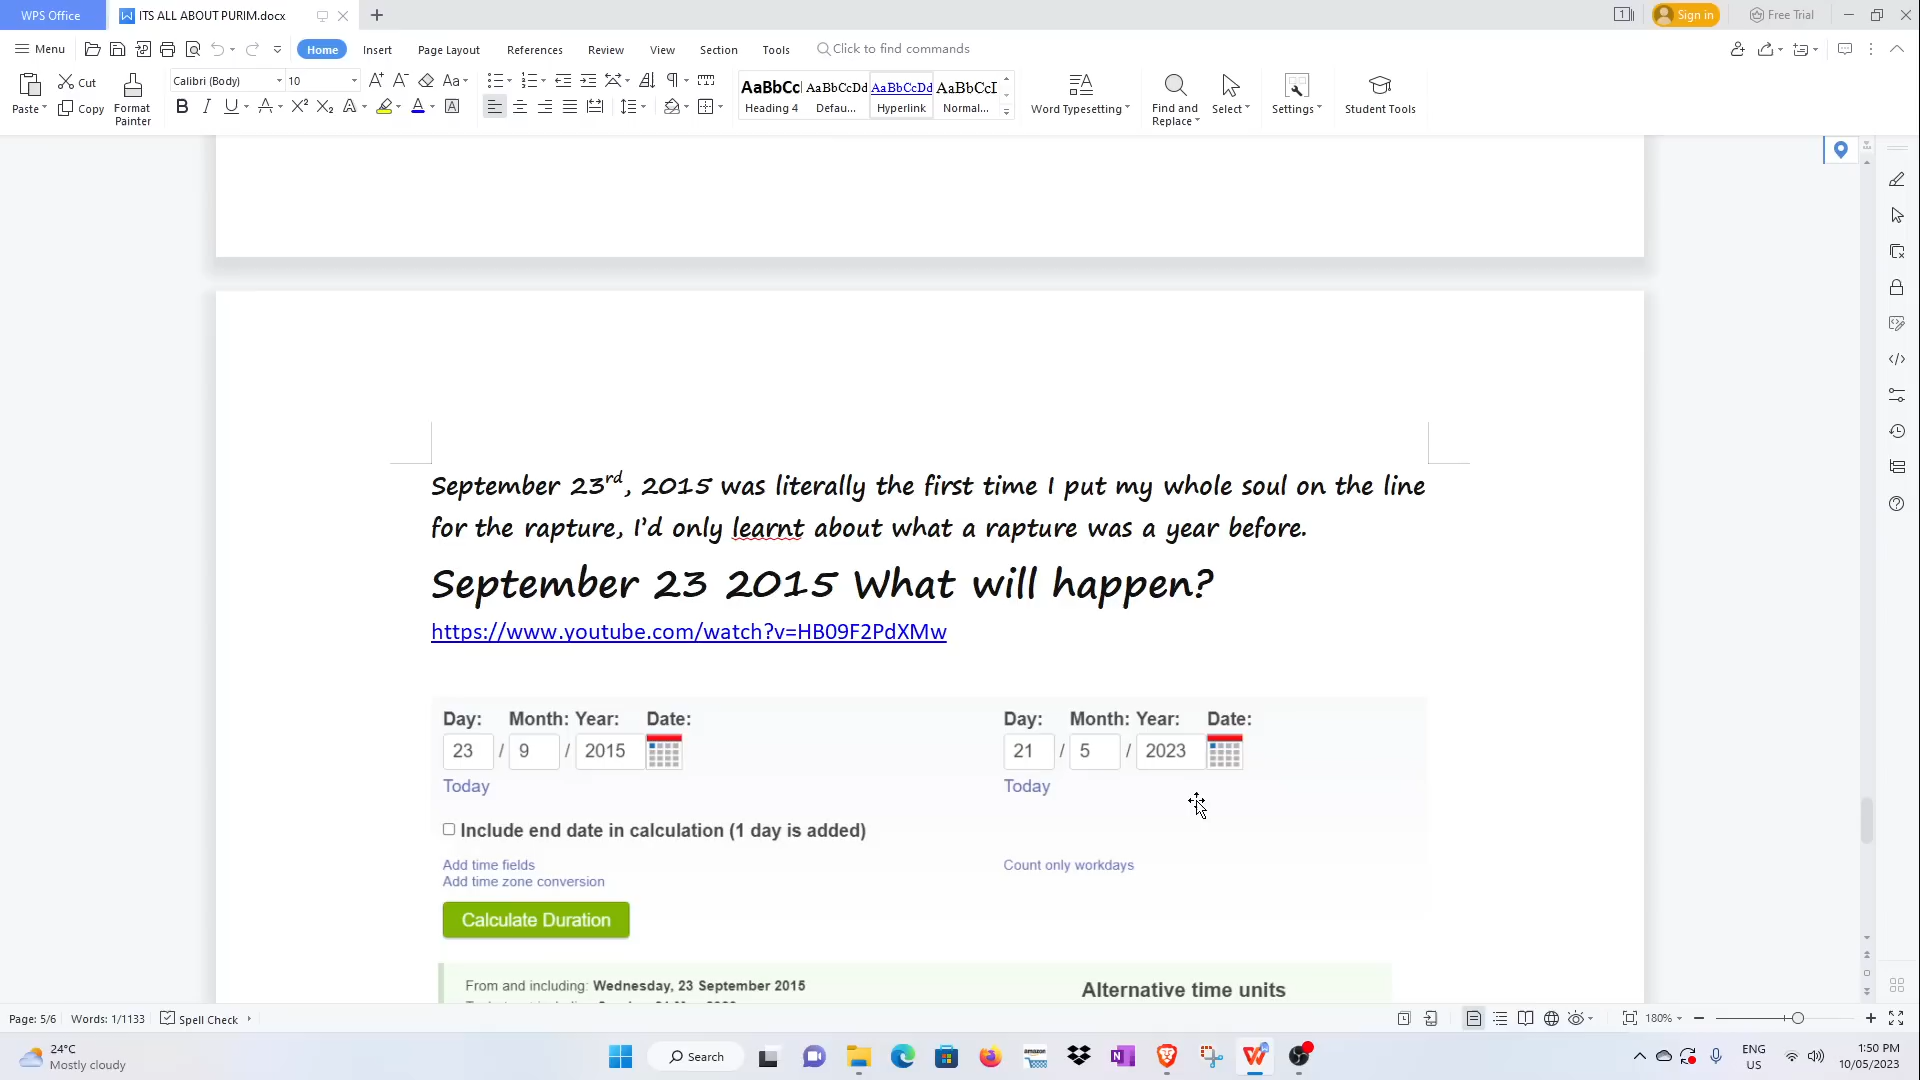 WPS Office
ITS ALL ABOUT PURIM.docx
1
Sign in
Free Trial
Menu
Home
Insert
Page Layout
References
Review
View
Section
Tools
Click to find commands
Paste
Cut
Copy
Format
Painter
Calibri (Body)
10
AaBbCc
Heading 4
AaBbCcDd
Defau...
AaBbCcDd
Hyperlink
AaBbCcI
Normal...
Word Typesetting
Find and
Replace
Select
Settings
Student Tools
September 23rd, 2015 was literally the first time I put my whole soul on the line
for the rapture, I'd only learnt about what a rapture was a year before.
September 23 2015 What will happen?
https://www.youtube.com/watch?v=HB09F2PdXMw
Day: Month: Year: Date:
23 / 9 / 2015
Today
Day: Month: Year: Date:
21 / 5 / 2023
Today
Include end date in calculation (1 day is added)
Add time fields
Add time zone conversion
Count only workdays
Calculate Duration
From and including: Wednesday, 23 September 2015
Alternative time units
Page: 5/6
Words: 1/1133
Spell Check
180%
24°C
Mostly cloudy
Search
ENG
US
1:50 PM
10/05/2023